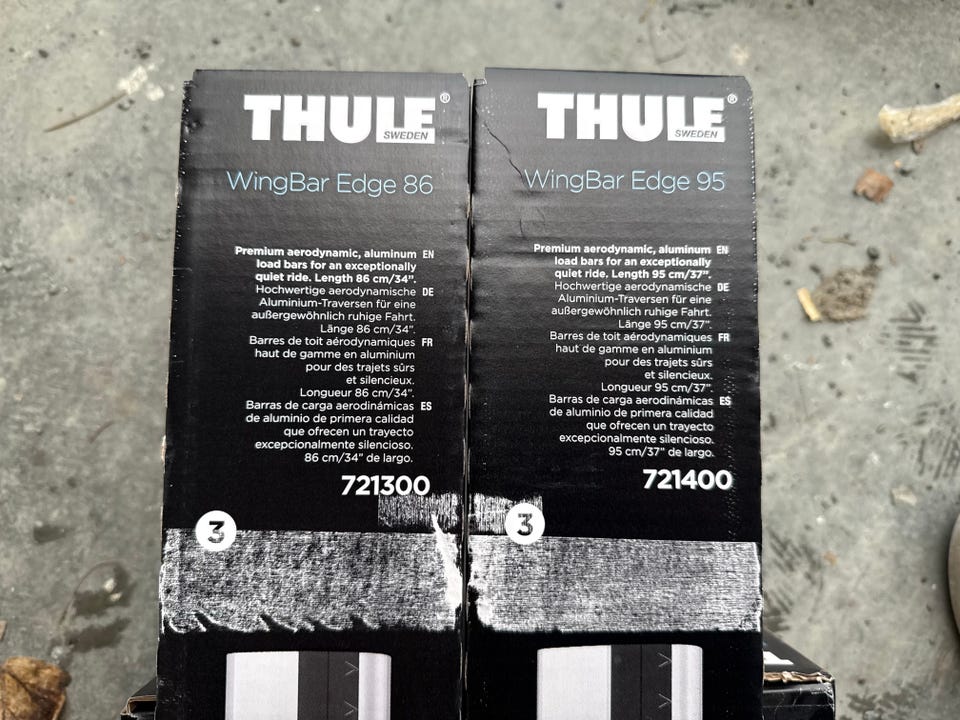 THULE®
SWEDEN
WingBar Edge 86
Premium aerodynamic, aluminum EN
load bars for an exceptionally
quiet ride. Length 86 cm/34”.
Hochwertige aerodynamische DE
Aluminium-Traversen für eine
außergewöhnlich ruhige Fahrt.
Länge 86 cm/34”.
Barres de toit aérodynamiques FR
haut de gamme en aluminium
pour des trajets sûrs
et silencieux.
Longueur 86 cm/34”.
Barras de carga aerodinámicas ES
de aluminio de primera calidad
que ofrecen un trayecto
excepcionalmente silencioso.
86 cm/34” de largo.
721300
3
THULE®
SWEDEN
WingBar Edge 95
Premium aerodynamic, aluminum EN
load bars for an exceptionally
quiet ride. Length 95 cm/37”.
Hochwertige aerodynamische DE
Aluminium-Traversen für eine
außergewöhnlich ruhige Fahrt.
Länge 95 cm/37”.
Barres de toit aérodynamiques FR
haut de gamme en aluminium
pour des trajets sûrs
et silencieux.
Longueur 95 cm/37”.
Barras de carga aerodinámicas ES
de aluminio de primera calidad
que ofrecen un trayecto
excepcionalmente silencioso.
95 cm/37” de largo.
721400
3